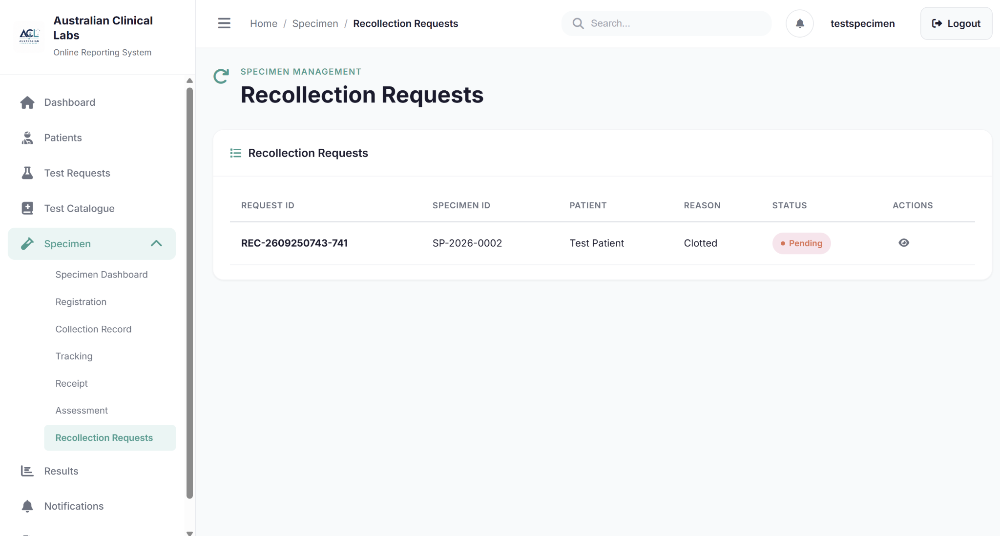 Australian Clinical
Labs
Online Reporting System
ACL
AUSTRALIAN
Dashboard
Patients
Test Requests
Test Catalogue
Specimen
Specimen Dashboard
Registration
Collection Record
Tracking
Receipt
Assessment
Recollection Requests
Results
Notifications
Home / Specimen / Recollection Requests
Search...
testspecimen
Logout
SPECIMEN MANAGEMENT
Recollection Requests
Recollection Requests
REQUEST ID SPECIMEN ID PATIENT REASON STATUS ACTIONS
REC-2609250743-741 SP-2026-0002 Test Patient Clotted Pending